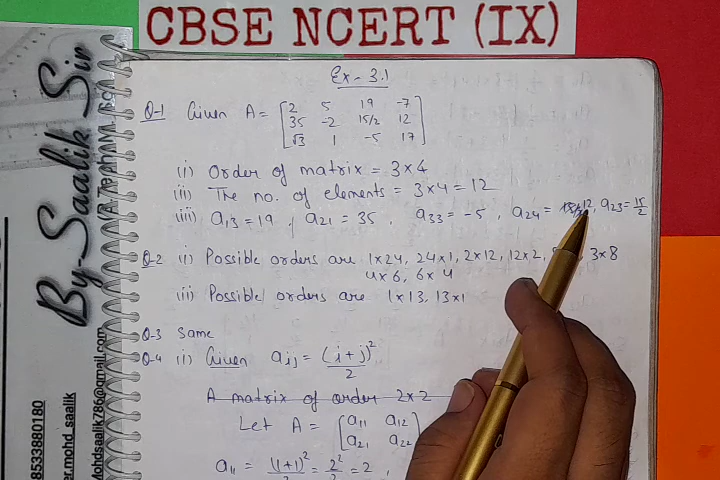 CBSE NCERT (IX)
By-Saalik Sir
8533880180
er.mohd_saalik
Mohdsaalik786@gmail.com
Ex-3.1
Q-1 Given A = [2 5 19 -7
35 -2 15/2 12
√3 1 -5 17]
(i) Order of matrix = 3×4
(ii) The no. of elements = 3×4 = 12
(iii) a13 = 19, a21 = 35, a33 = -5, a24 = 12, a23 = 15/2
Q-2 (i) Possible orders are 1×24, 24×1, 2×12, 12×2, 3×8
4×6, 6×4
(ii) Possible orders are 1×13, 13×1
Q-3 Same
Q-4 (i) Given aij = (i+j)²/2
A matrix of order 2×2
Let A = [a11 a12
a21 a22]
a11 = (1+1)²/2 = 2²/2 = 2,